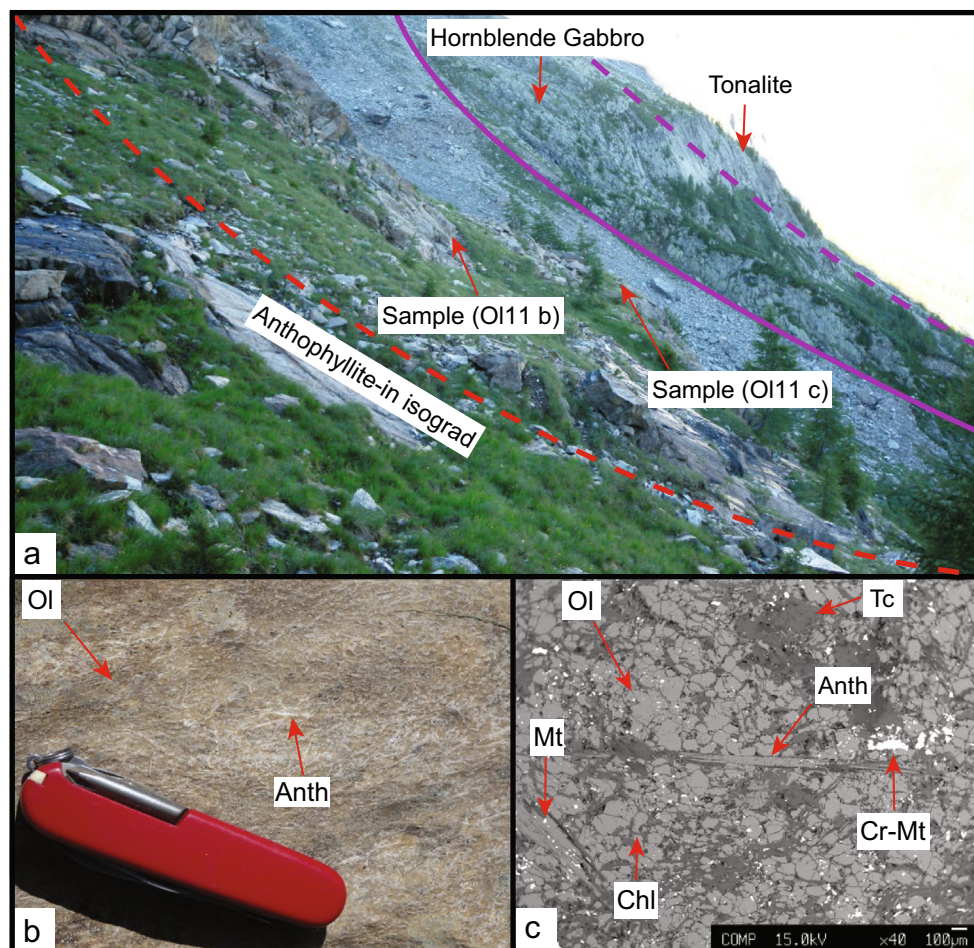 Hornblende Gabbro
Tonalite
Sample (Ol11 b)
Anthophyllite-in isograd
Sample (Ol11 c)
a
Ol
Anth
b
Ol
Tc
Anth
Mt
Cr-Mt
Chl
c
COMP 15.0kV ×40 100µm